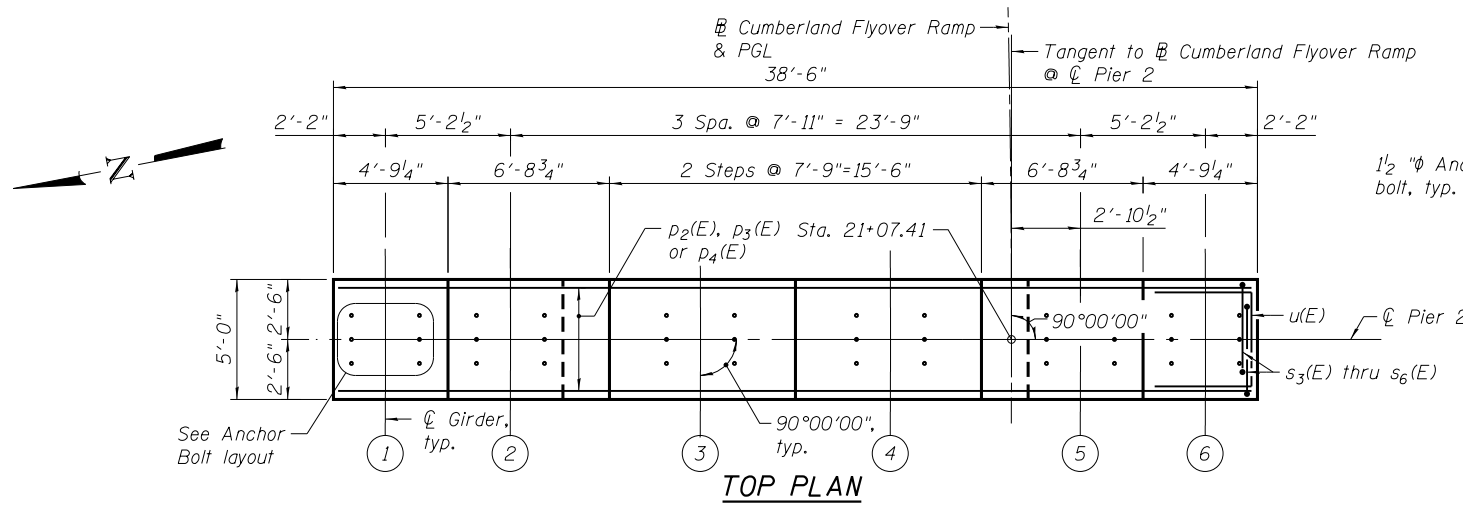 ℄ Cumberland Flyover Ramp
& PGL
Tangent to ℄ Cumberland Flyover Ramp
@ ℄ Pier 2
38'-6"
2'-2"
5'-2½"
3 Spa. @ 7'-11" = 23'-9"
5'-2½"
2'-2"
N
4'-9¼"
6'-8¾"
2 Steps @ 7'-9"=15'-6"
6'-8¾"
4'-9¼"
1½ "φ
bolt, typ.
2'-10½"
p2(E), p3(E)
or p4(E)
Sta. 21+07.41
5'-0"
2'-6"
2'-6"
90°00'00"
u(E)
℄ Pier 2
s3(E) thru s6(E)
See Anchor
Bolt layout
℄ Girder,
typ.
90°00'00",
typ.
1
2
3
4
5
6
TOP PLAN